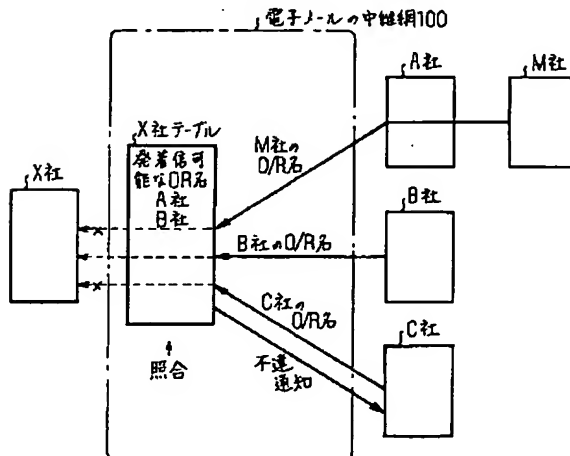 電子メールの中継網100
A社
M社
X社テーブル
発着信可
能なOR名
A社
B社
M社の
O/R名
X社
B社
B社のO/R名
C社の
O/R名
C社
不達
通知
照合